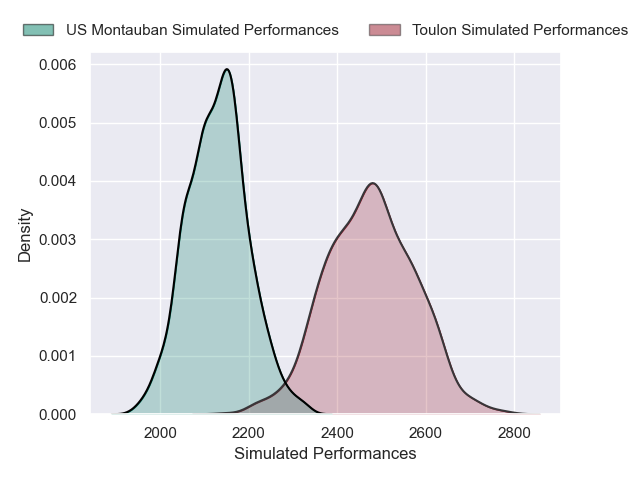 US Montauban Simulated Performances Toulon Simulated Performances
0.006
0.005
0.004
0.003
0.002
0.001
0.000
Density
2000 2200 2400 2600 2800
Simulated Performances